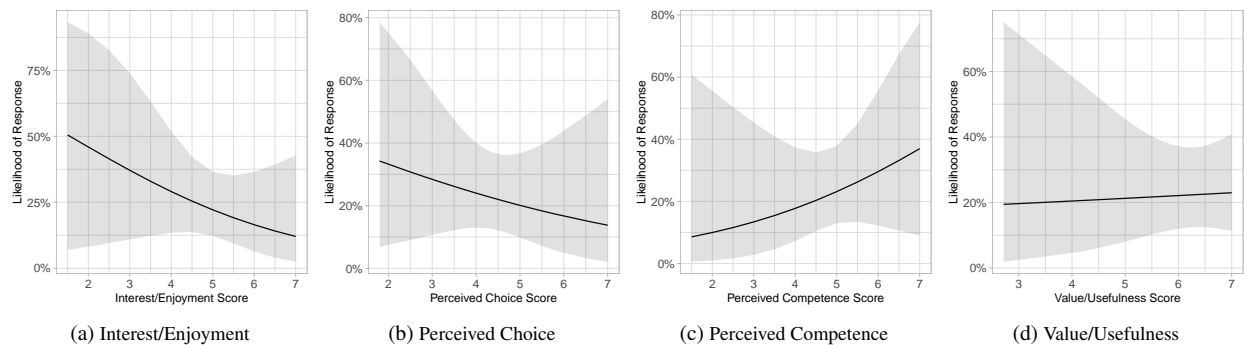 Likelihood of Response
75%
50%
25%
0%
2 3 4 5 6 7
Interest/Enjoyment Score
(a) Interest/Enjoyment
Likelihood of Response
80%
60%
40%
20%
0%
2 3 4 5 6 7
Perceived Choice Score
(b) Perceived Choice
Likelihood of Response
80%
60%
40%
20%
0%
2 3 4 5 6 7
Perceived Competence Score
(c) Perceived Competence
Likelihood of Response
60%
40%
20%
0%
3 4 5 6 7
Value/Usefulness Score
(d) Value/Usefulness